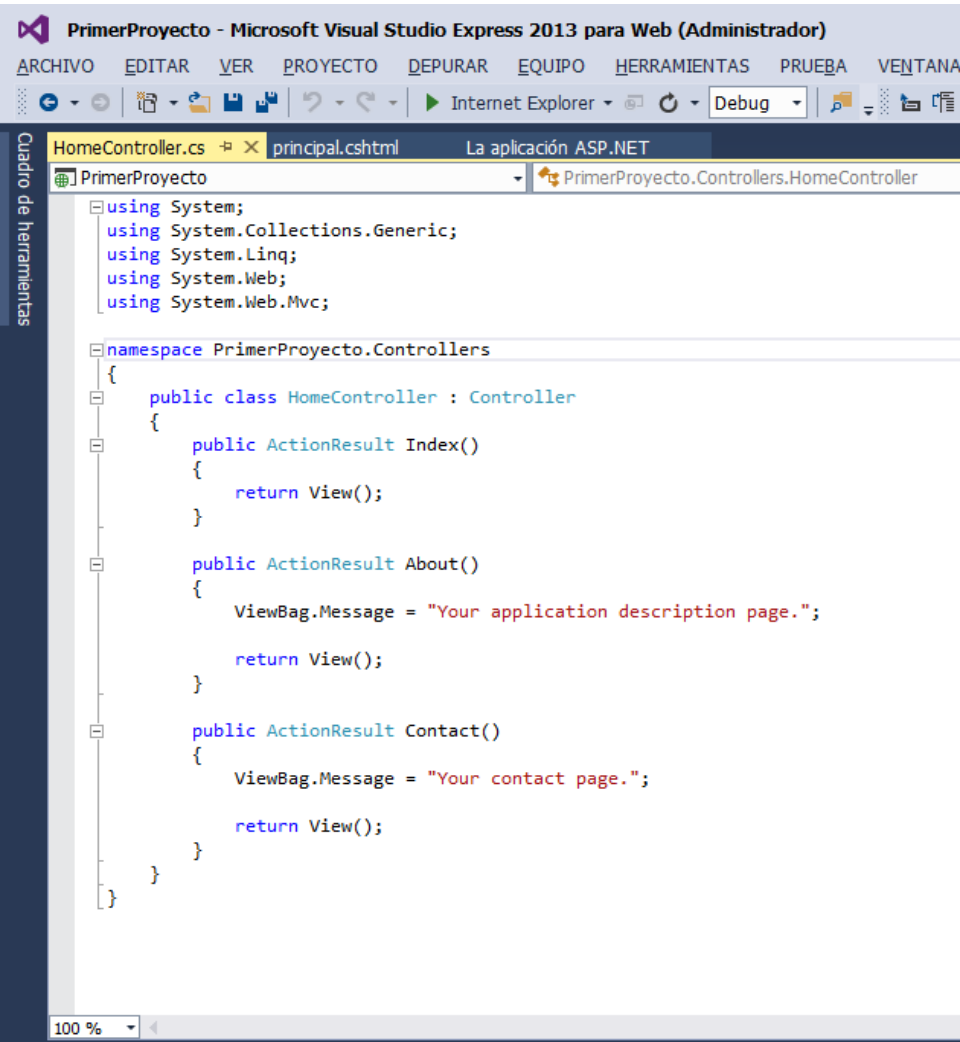 PrimerProyecto - Microsoft Visual Studio Express 2013 para Web (Administrador)
ARCHIVO EDITAR VER PROYECTO DEPURAR EQUIPO HERRAMIENTAS PRUEBA VENTANA
Internet Explorer Debug
Cuadro de herramientas
HomeController.cs principal.cshtml La aplicación ASP.NET
PrimerProyecto PrimerProyecto.Controllers.HomeController
using System;
using System.Collections.Generic;
using System.Linq;
using System.Web;
using System.Web.Mvc;
namespace PrimerProyecto.Controllers
{
public class HomeController : Controller
{
public ActionResult Index()
{
return View();
}
public ActionResult About()
{
ViewBag.Message = "Your application description page.";
return View();
}
public ActionResult Contact()
{
ViewBag.Message = "Your contact page.";
return View();
}
}
}
100 %